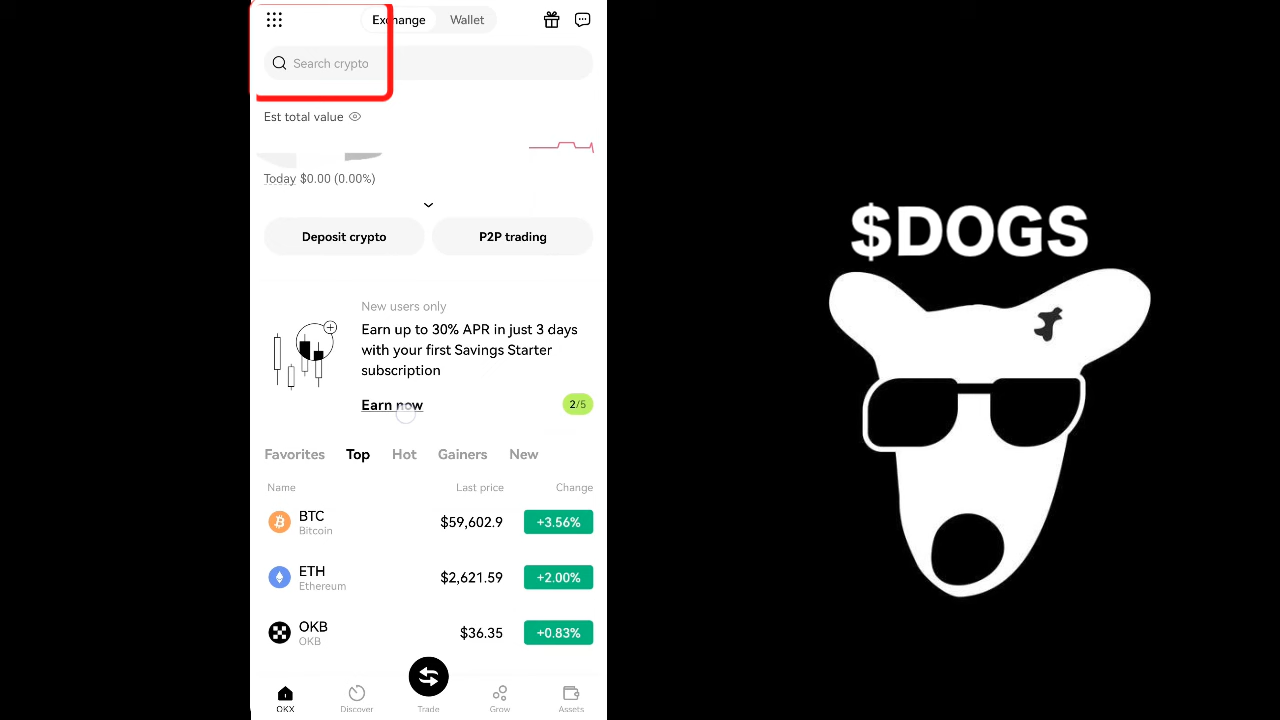 Exchange Wallet
Search crypto
Est total value
Today $0.00 (0.00%)
Deposit crypto P2P trading
New users only
Earn up to 30% APR in just 3 days
with your first Savings Starter
subscription
Earn now 2/5
Favorites Top Hot Gainers New
Name Last price Change
BTC $59,602.9 +3.56%
Bitcoin
ETH $2,621.59 +2.00%
Ethereum
OKB $36.35 +0.83%
OKB
OKX Discover Trade Grow Assets
$DOGS